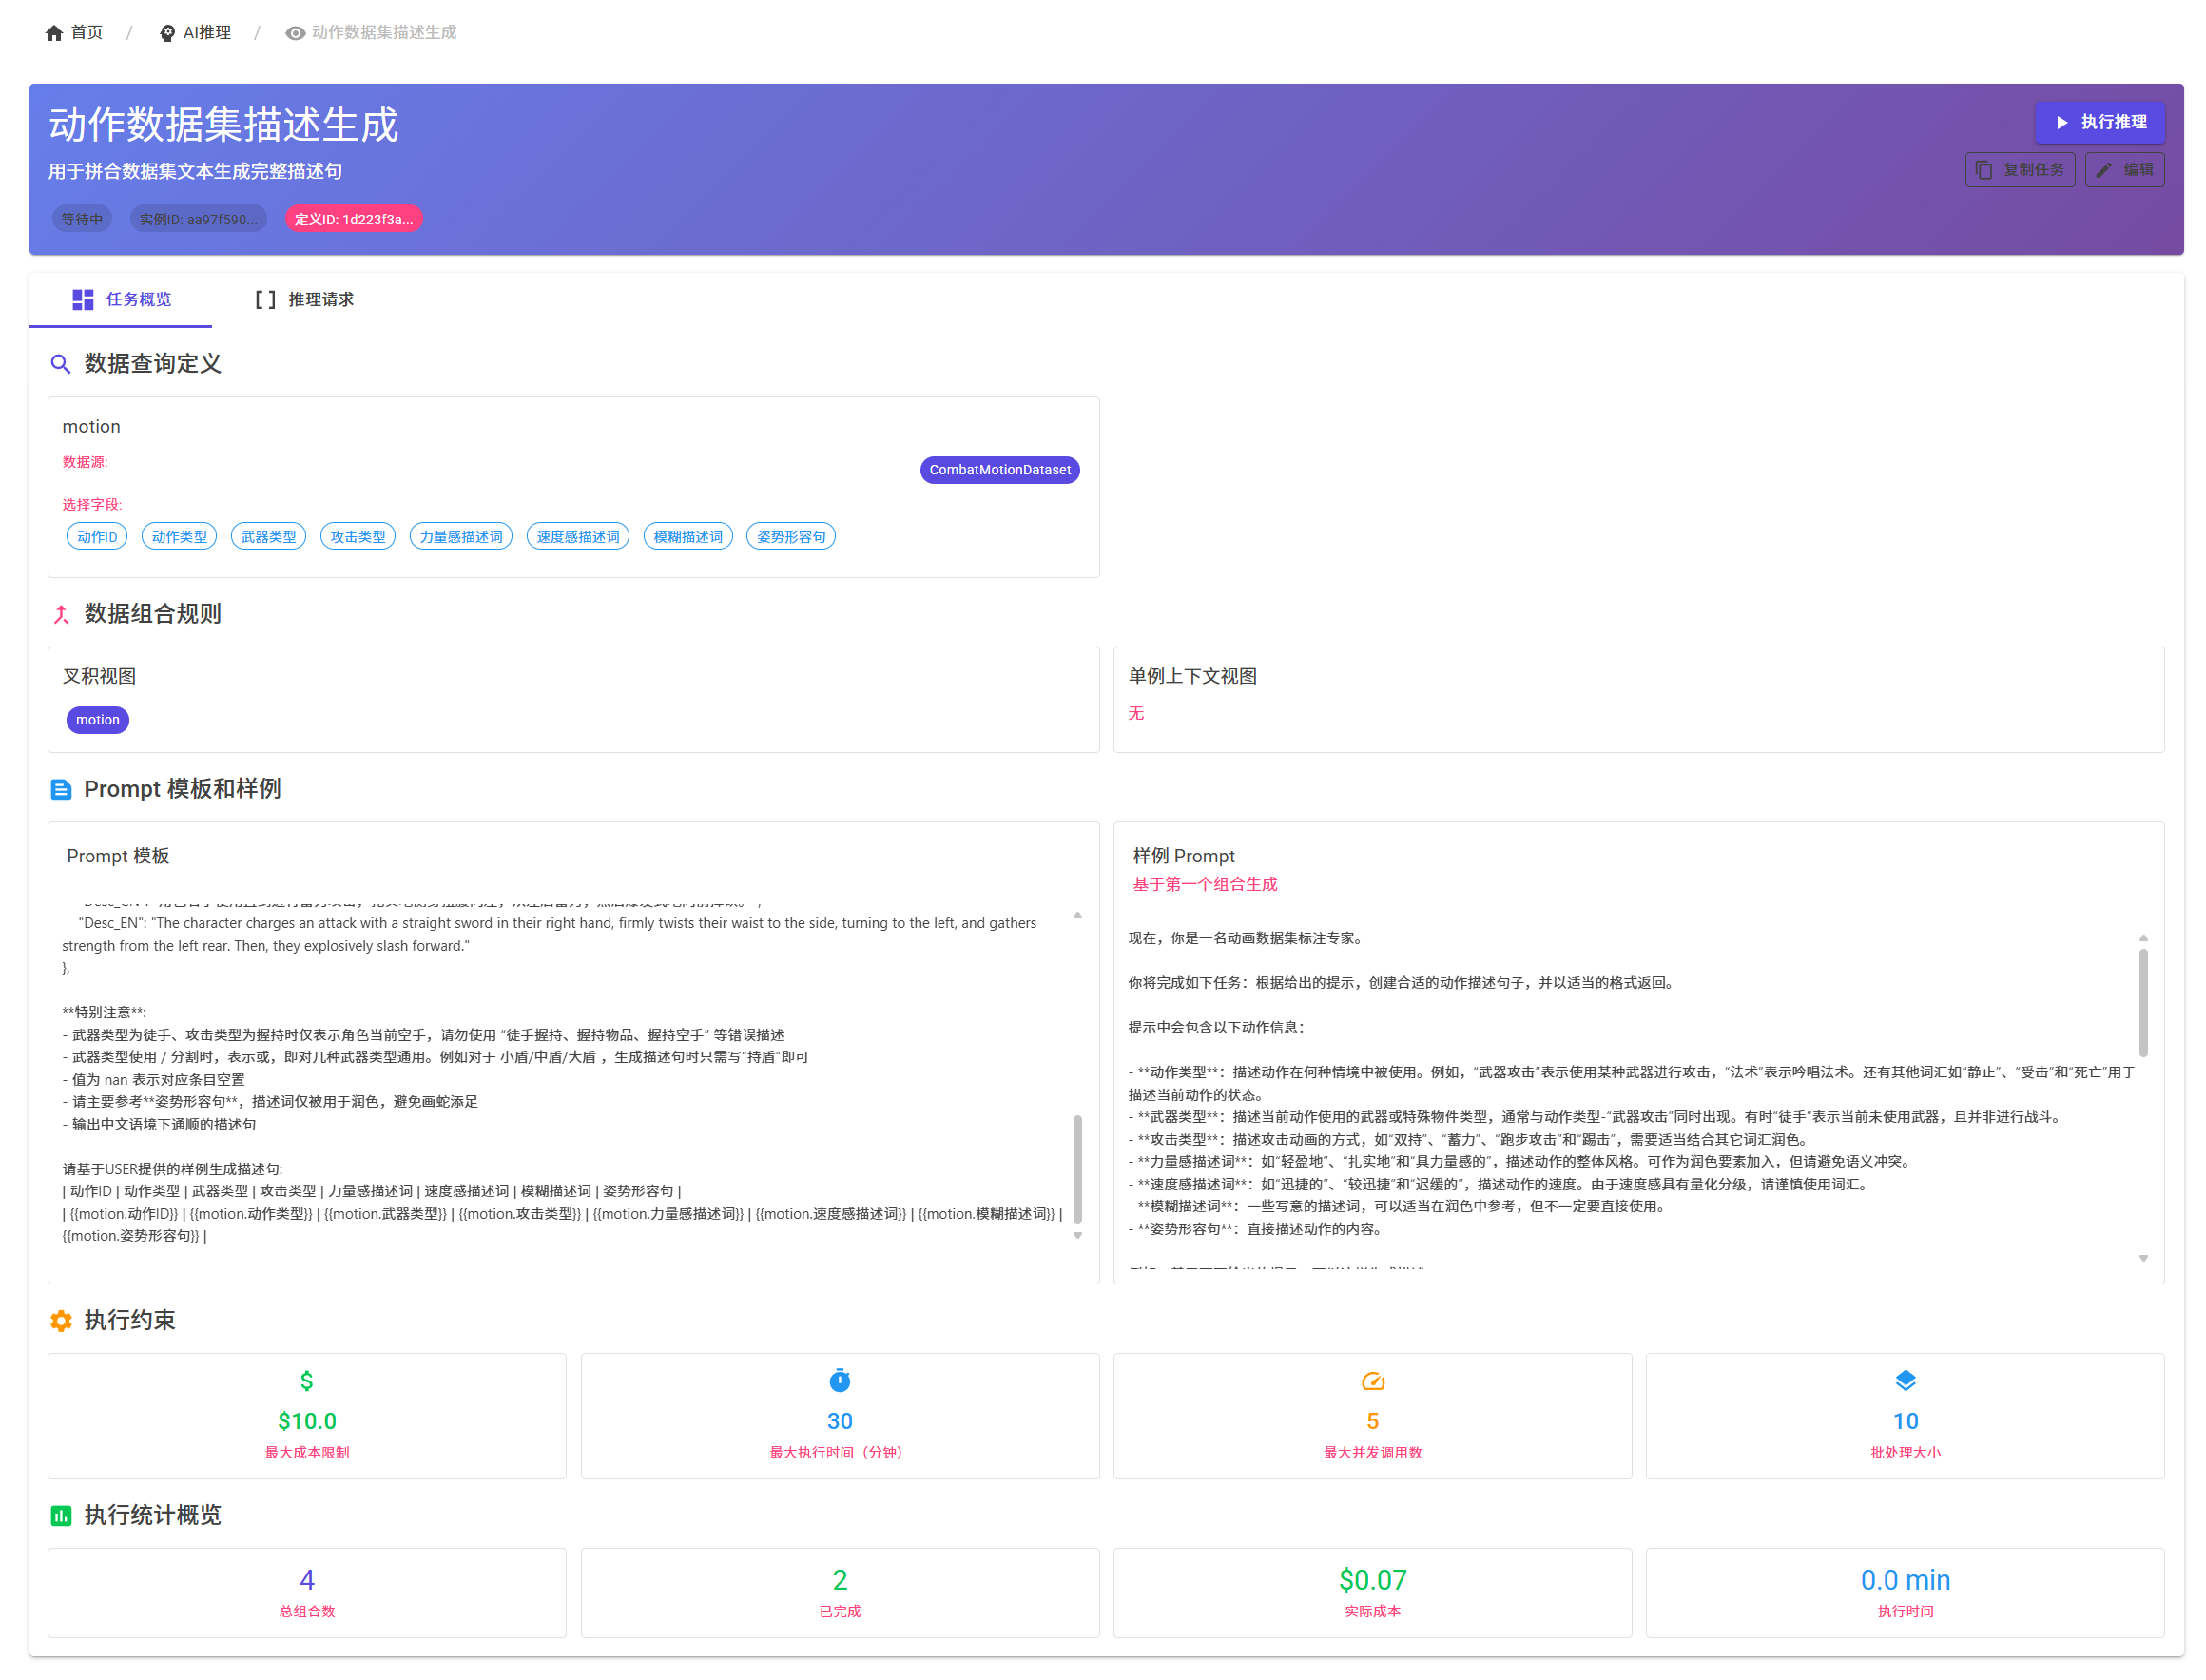 首页 / AI推理 / 动作数据集描述生成
动作数据集描述生成
执行推理
用于拼合数据集文本生成完整描述句
复制任务 编辑
等待中 实例ID: aa97f590... 定义ID: 1d223f3a...
任务概览 推理请求
数据查询定义
motion
数据源:
CombatMotionDataset
选择字段:
动作ID 动作类型 武器类型 攻击类型 力量感描述词 速度感描述词 模糊描述词 姿势形容句
数据组合规则
叉积视图
motion
单例上下文视图
无
Prompt 模板和样例
Prompt 模板
"Desc_EN": "The character charges an attack with a straight sword in their right hand, firmly twists their waist to the side, turning to the left, and gathers
strength from the left rear. Then, they explosively slash forward."
},
**特别注意**:
- 武器类型为徒手、攻击类型为握持时仅表示角色当前空手，请勿使用 “徒手握持、握持物品、握持空手” 等错误描述
- 武器类型使用 / 分割时，表示或，即对几种武器类型通用。例如对于 小盾/中盾/大盾 ，生成描述句时只需写“持盾”即可
- 值为 nan 表示对应条目空置
- 请主要参考**姿势形容句**，描述词仅被用于润色，避免画蛇添足
- 输出中文语境下通顺的描述句
请基于USER提供的样例生成描述句:
| 动作ID | 动作类型 | 武器类型 | 攻击类型 | 力量感描述词 | 速度感描述词 | 模糊描述词 | 姿势形容句 |
| {{motion.动作ID}} | {{motion.动作类型}} | {{motion.武器类型}} | {{motion.攻击类型}} | {{motion.力量感描述词}} | {{motion.速度感描述词}} | {{motion.模糊描述词}} |
{{motion.姿势形容句}} |
样例 Prompt
基于第一个组合生成
现在，你是一名动画数据集标注专家。
你将完成如下任务：根据给出的提示，创建合适的动作描述句子，并以适当的格式返回。
提示中会包含以下动作信息：
- **动作类型**：描述动作在何种情境中被使用。例如，“武器攻击”表示使用某种武器进行攻击，“法术”表示吟唱法术。还有其他词汇如“静止”、“受击”和“死亡”用于
描述当前动作的状态。
- **武器类型**：描述当前动作使用的武器或特殊物件类型，通常与动作类型-“武器攻击”同时出现。有时“徒手”表示当前未使用武器，且并非进行战斗。
- **攻击类型**：描述攻击动画的方式，如“双持”、“蓄力”、“跑步攻击”和“踢击”，需要适当结合其它词汇润色。
- **力量感描述词**：如“轻盈地”、“扎实地”和“具力量感的”，描述动作的整体风格。可作为润色要素加入，但请避免语义冲突。
- **速度感描述词**：如“迅捷的”、“较迅捷”和“迟缓的”，描述动作的速度。由于速度感具有量化分级，请谨慎使用词汇。
- **模糊描述词**：一些写意的描述词，可以适当在润色中参考，但不一定要直接使用。
- **姿势形容句**：直接描述动作的内容。
执行约束
$10.0
最大成本限制
30
最大执行时间（分钟）
5
最大并发调用数
10
批处理大小
执行统计概览
4
总组合数
2
已完成
$0.07
实际成本
0.0 min
执行时间